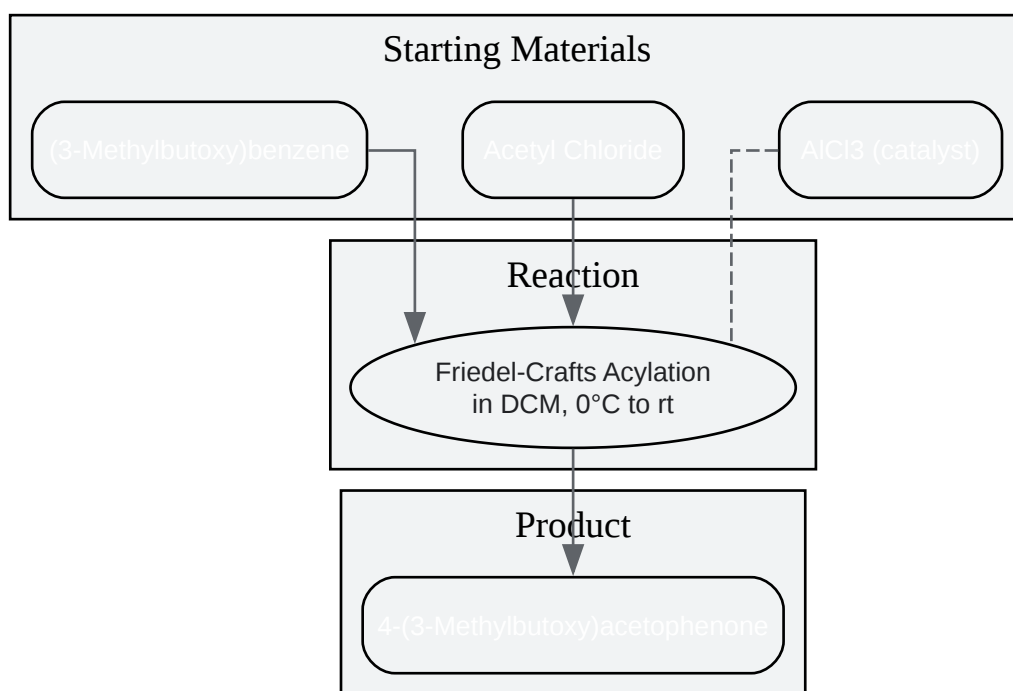 Starting Materials
(3-Methylbutoxy)benzene
Acetyl Chloride
AlCl3 (catalyst)
Reaction
Friedel-Crafts Acylation
in DCM, 0°C to rt
Product
4-(3-Methylbutoxy)acetophenone